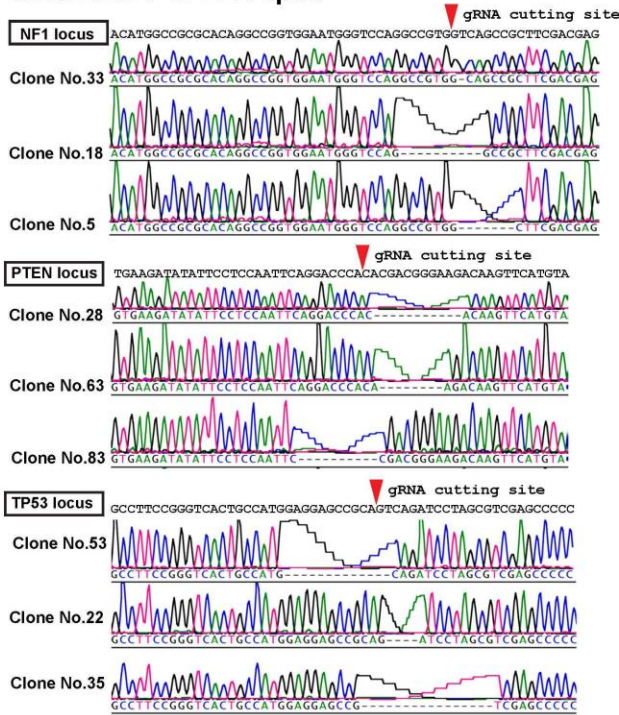 gRNA cutting site
NF1 locus ACATGGCCGCGCACAGGCCGGTGGAATGGGTCCAGGCCGTGGTCAGCCGCTTCGACGAG
Clone No.33 ACATGGCCGCGCACAGGCCGGTGGAATGGGTCCAGGCCGTGG-CAGCCGCTTCGACGAG
Clone No.18 ACATGGCCGCGCACAGGCCGGTGGAATGGGTCCAG----------GCCGCTTCGACGAG
Clone No.5 ACATGGCCGCGCACAGGCCGGTGGAATGGGTCCAGGCCGTGG-------CTTCGACGAG
gRNA cutting site
PTEN locus TGAAGATATATTCCTCCAATTCAGGACCCACACGACGGGAAGACAAGTTCATGTA
Clone No.28 GTGAAGATATATTCCTCCAATTCAGGACCCAC-----------ACAAGTTCATGTA
Clone No.63 GTGAAGATATATTCCTCCAATTCAGGACCCACA--------AGACAAGTTCATGTA
Clone No.83 GTGAAGATATATTCCTCCAATTC----------CGACGGGAAGACAAGTTCATGTA
gRNA cutting site
TP53 locus GCCTTCCGGGTCACTGCCATGGAGGAGCCGCAGTCAGATCCTAGCGTCGAGCCCCC
Clone No.53 GCCTTCCGGGTCACTGCCATG-------------CAGATCCTAGCGTCGAGCCCCC
Clone No.22 GCCTTCCGGGTCACTGCCATGGAGGAGCCGCAG----ATCCTAGCGTCGAGCCCCC
Clone No.35 GCCTTCCGGGTCACTGCCATGGAGGAGCCG----------------TCGAGCCCCC